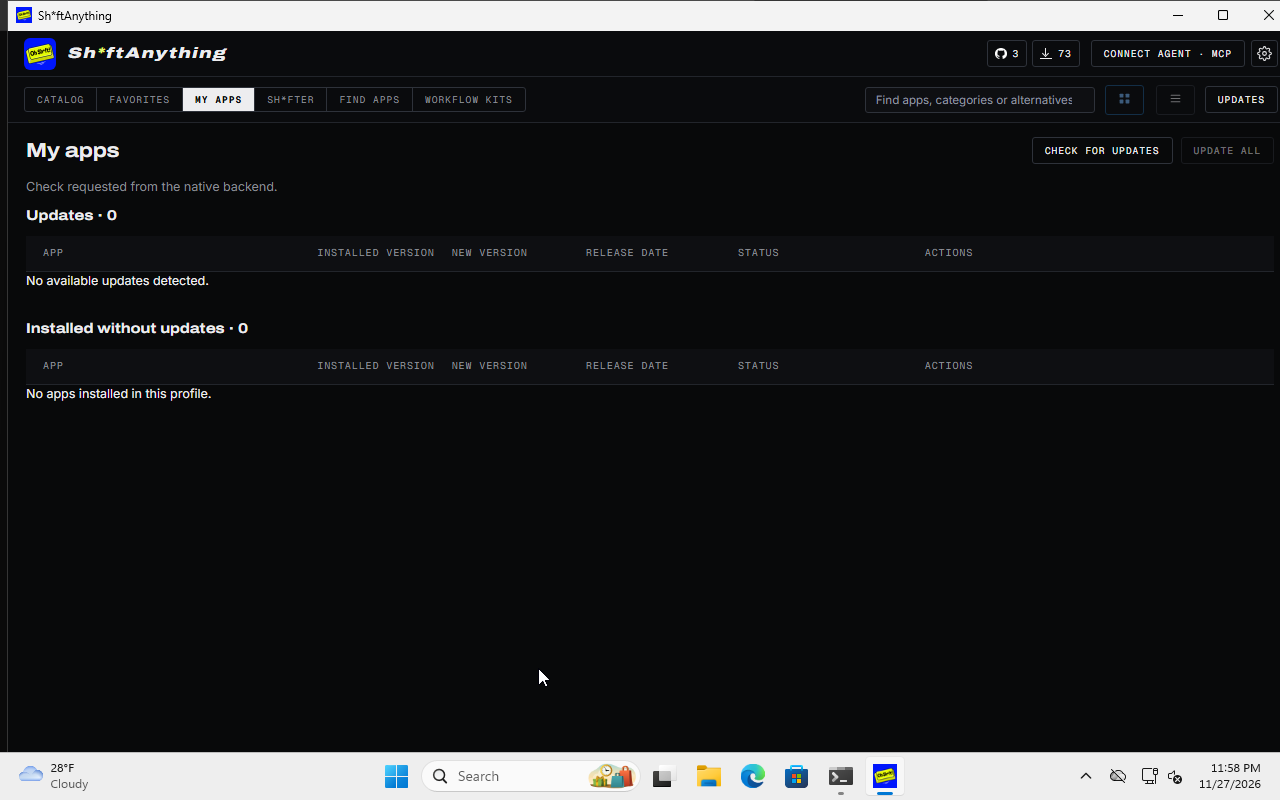 Sh*ftAnything
Oh Sh*ft! Sh*ftAnything 3 73 CONNECT AGENT · MCP
CATALOG FAVORITES MY APPS SH*FTER FIND APPS WORKFLOW KITS Find apps, categories or alternatives UPDATES
My apps CHECK FOR UPDATES UPDATE ALL
Check requested from the native backend.
Updates · 0
APP INSTALLED VERSION NEW VERSION RELEASE DATE STATUS ACTIONS
No available updates detected.
Installed without updates · 0
APP INSTALLED VERSION NEW VERSION RELEASE DATE STATUS ACTIONS
No apps installed in this profile.
28°F
Cloudy
Search
11:58 PM
11/27/2026